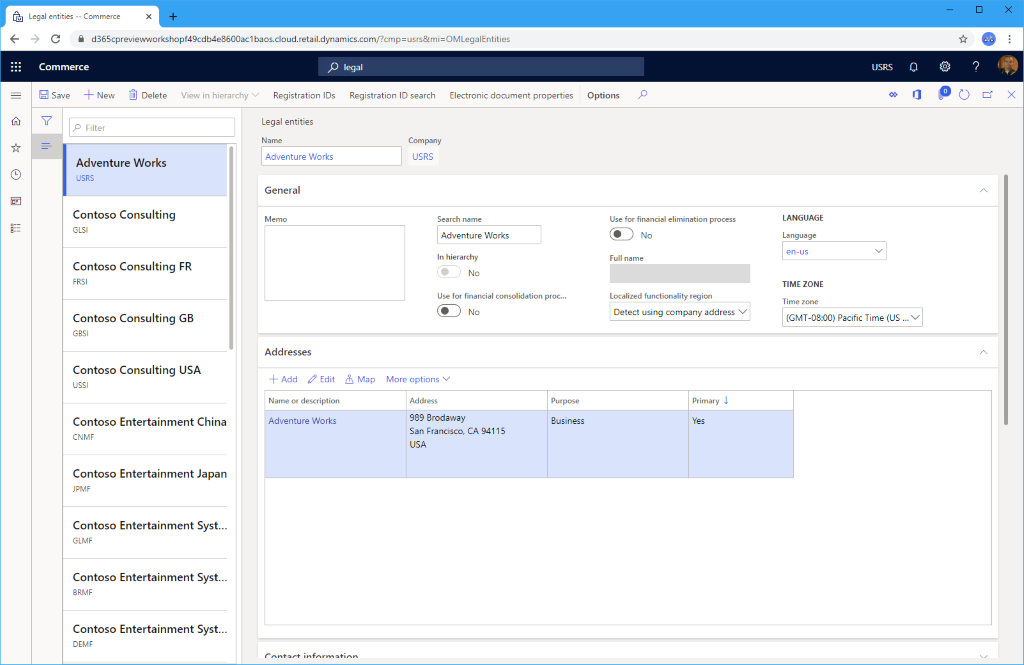 Legal entities -- Commerce
d365cpreviewworkshopf49cdb4e8600ac1baos.cloud.retail.dynamics.com/?cmp=usrs&mi=OMLegalEntities
Commerce
legal
USRS
?
Save
New
Delete
View in hierarchy
Registration IDs
Registration ID search
Electronic document properties
Options
0
Filter
Adventure Works
USRS
Contoso Consulting
GLSI
Contoso Consulting FR
FRSI
Contoso Consulting GB
GBSI
Contoso Consulting USA
USSI
Contoso Entertainment China
CNMF
Contoso Entertainment Japan
JPMF
Contoso Entertainment Syst...
GLMF
Contoso Entertainment Syst...
BRMF
Contoso Entertainment Syst...
DEMF
Legal entities
Name
Adventure Works
Company
USRS
General
Memo
Search name
Adventure Works
In hierarchy
No
Use for financial consolidation proc...
No
Use for financial elimination process
No
Full name
Localized functionality region
Detect using company address
LANGUAGE
Language
en-us
TIME ZONE
Time zone
(GMT-08:00) Pacific Time (US ...
Addresses
Add
Edit
Map
More options
Name or description
Address
Purpose
Primary
Adventure Works
989 Brodaway
San Francisco, CA 94115
USA
Business
Yes
Contact information